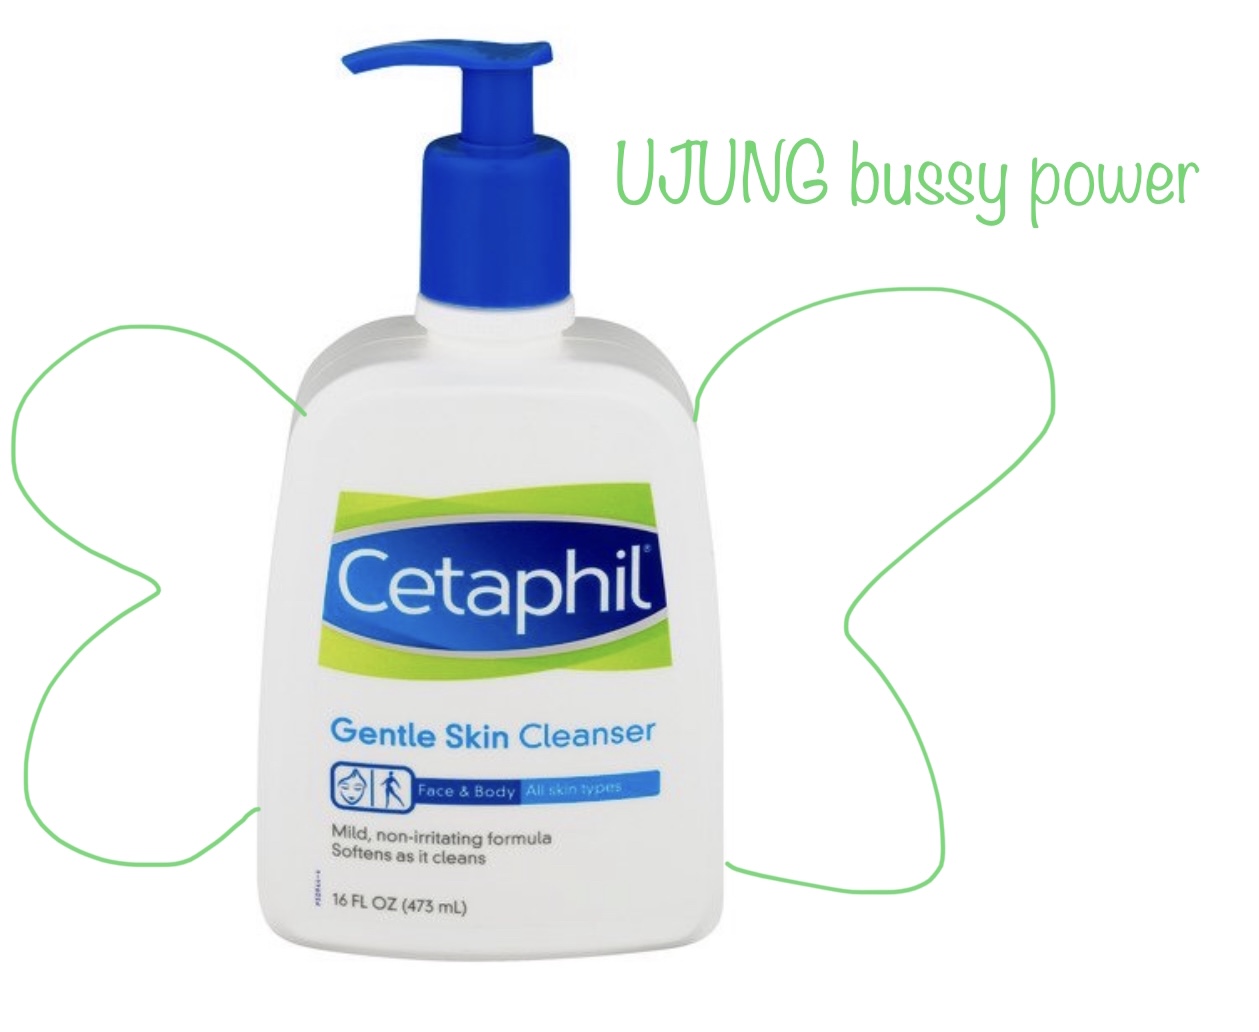 UJUNG bussy power
Cetaphil®
Gentle Skin Cleanser
Face & Body All skin types
Mild, non-irritating formula
Softens as it cleans
16 FL OZ (473 mL)